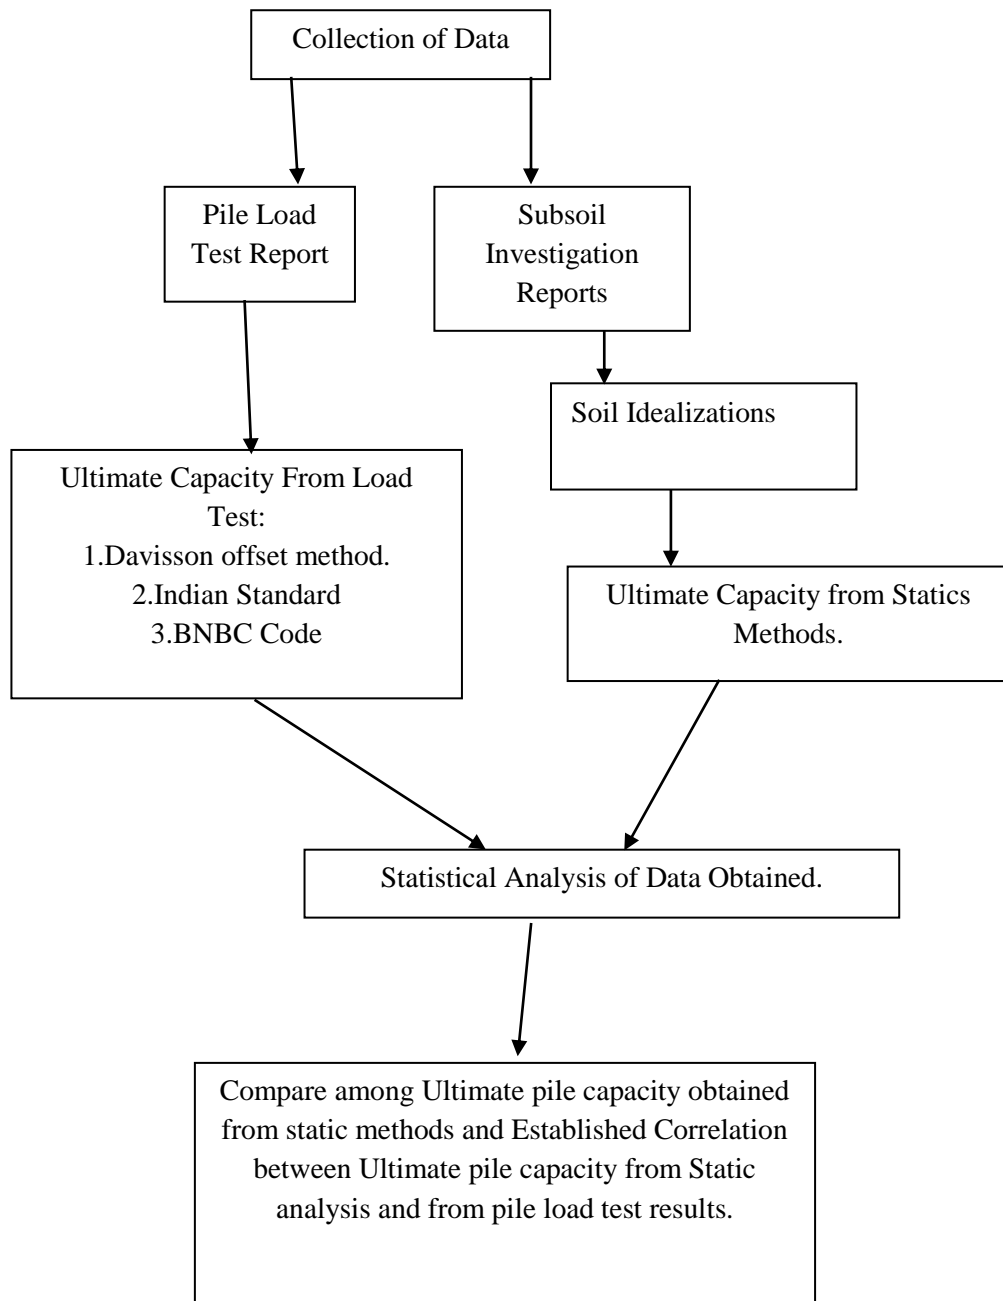 Collection of Data
Pile Load
Test Report
Subsoil
Investigation
Reports
Soil Idealizations
Ultimate Capacity From Load
Test:
1.Davisson offset method.
2.Indian Standard
3.BNBC Code
Ultimate Capacity from Statics
Methods.
Statistical Analysis of Data Obtained.
Compare among Ultimate pile capacity obtained
from static methods and Established Correlation
between Ultimate pile capacity from Static
analysis and from pile load test results.